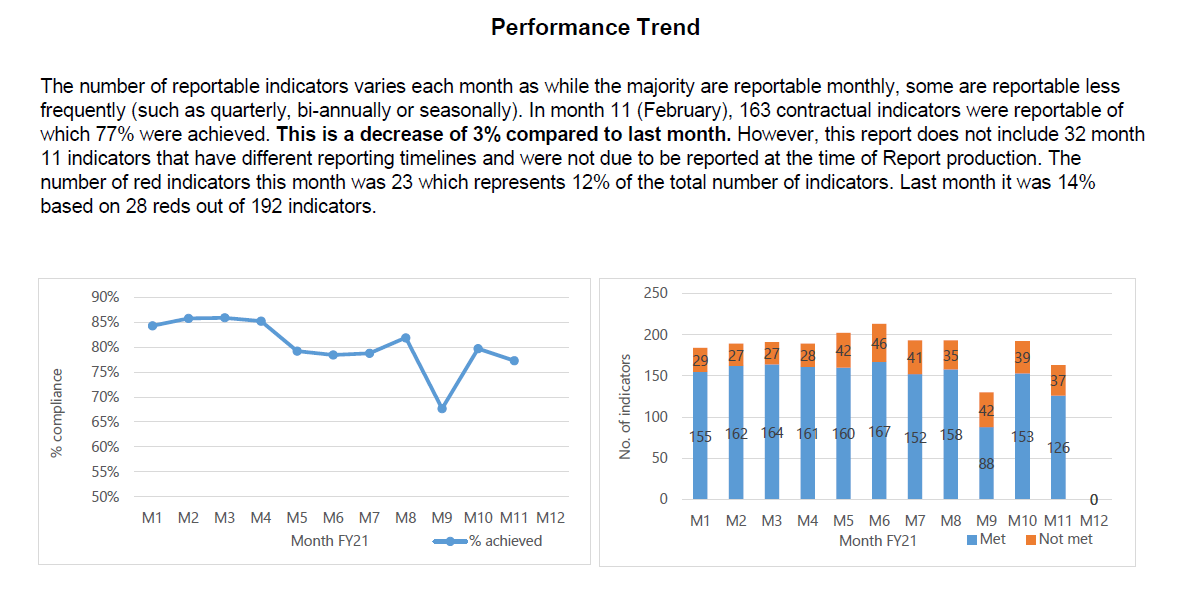 Performance Trend
The number of reportable indicators varies each month as while the majority are reportable monthly, some are reportable less
frequently (such as quarterly, bi-annually or seasonally). In month 11 (February), 163 contractual indicators were reportable of
which 77% were achieved. This is a decrease of 3% compared to last month. However, this report does not include 32 month
11 indicators that have different reporting timelines and were not due to be reported at the time of Report production. The
number of red indicators this month was 23 which represents 12% of the total number of indicators. Last month it was 14%
based on 28 reds out of 192 indicators.
90%
85%
80%
75%
70%
65%
60%
55%
50%
% compliance
M1 M2 M3 M4 M5 M6 M7 M8 M9 M10 M11 M12
Month FY21
% achieved
250
200
150
100
50
0
No. of indicators
29 27 27 28 42 46 41 35 42 39 37
155 162 164 161 160 167 152 158 88 153 126 0
M1 M2 M3 M4 M5 M6 M7 M8 M9 M10 M11 M12
Month FY21
Met Not met